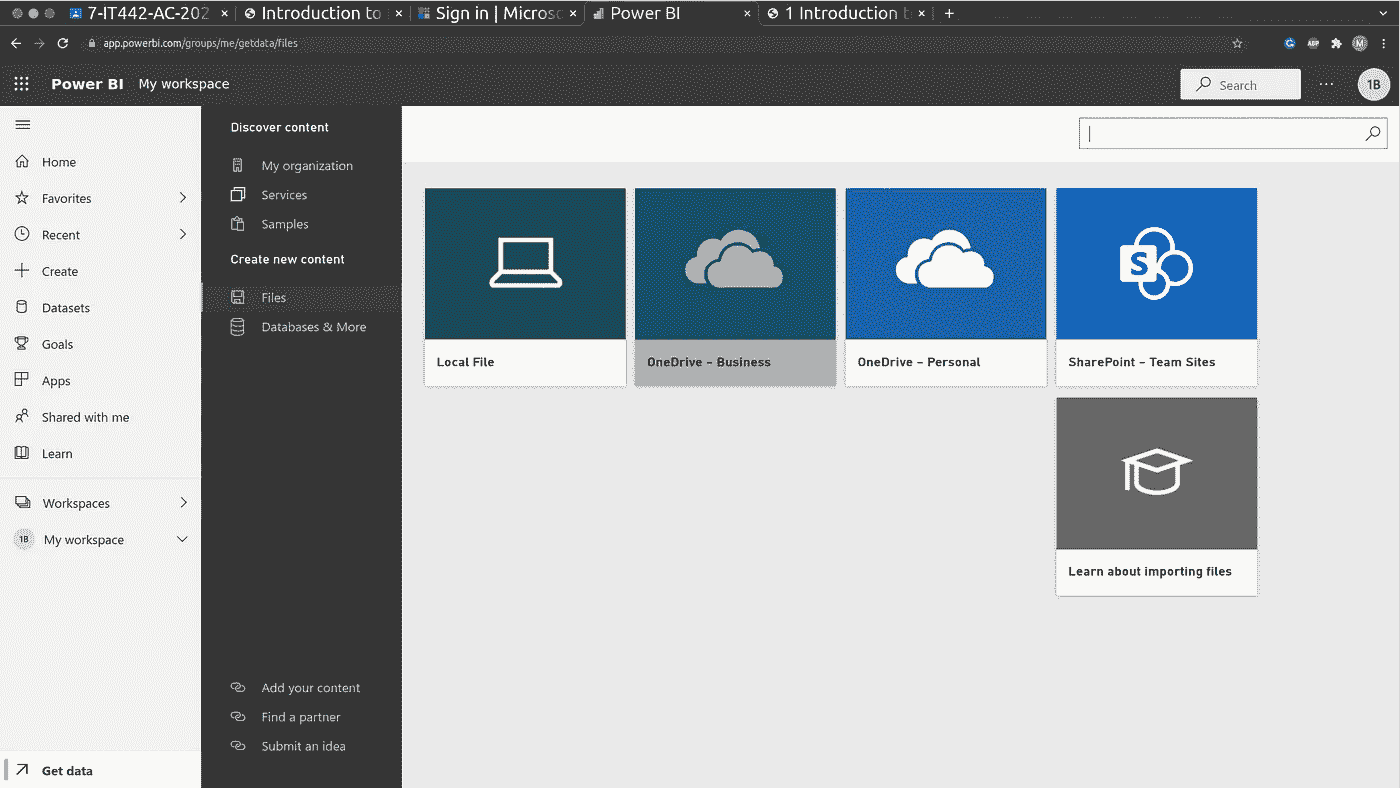 7-IT442-AC-202
Introduction to
Sign in | Microso
Power BI
1 Introduction t
app.powerbi.com/groups/me/getdata/files
ABP
M
Power BI My workspace
Search
1B
Home
Favorites
Recent
Create
Datasets
Goals
Apps
Shared with me
Learn
Workspaces
1B My workspace
Get data
Discover content
My organization
Services
Samples
Create new content
Files
Databases & More
Add your content
Find a partner
Submit an idea
Local File
OneDrive – Business
OneDrive – Personal
S
SharePoint – Team Sites
Learn about importing files